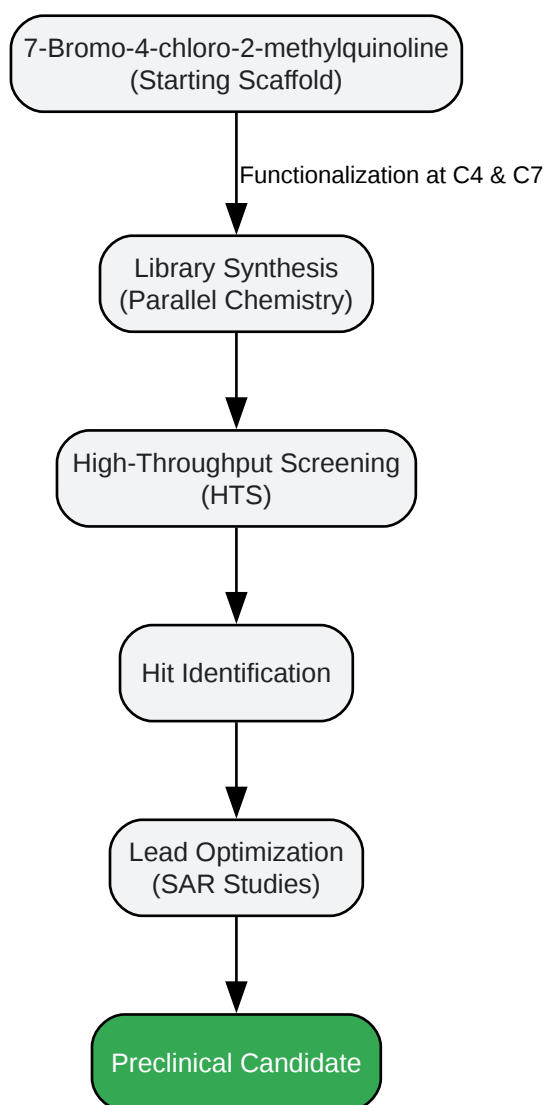 7-Bromo-4-chloro-2-methylquinoline
(Starting Scaffold)
Functionalization at C4 & C7
Library Synthesis
(Parallel Chemistry)
High-Throughput Screening
(HTS)
Hit Identification
Lead Optimization
(SAR Studies)
Preclinical Candidate